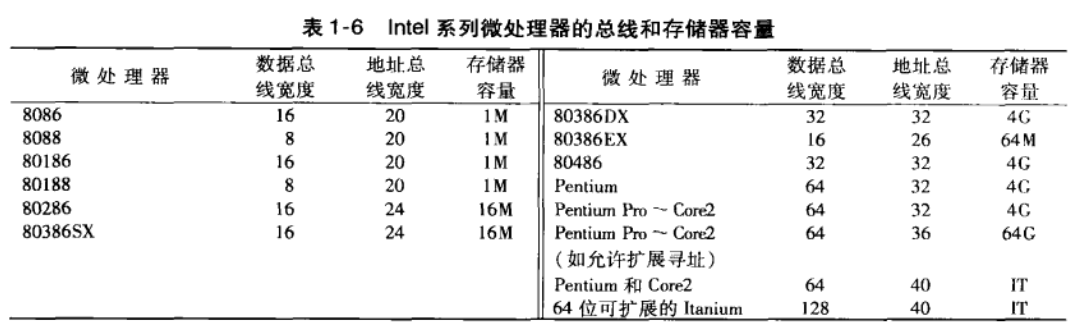 表 1-6 Intel 系列微处理器的总线和存储器容量
微处理器 数据总线宽度 地址总线宽度 存储器容量
8086 16 20 1M
8088 8 20 1M
80186 16 20 1M
80188 8 20 1M
80286 16 24 16M
80386SX 16 24 16M
微处理器 数据总线宽度 地址总线宽度 存储器容量
80386DX 32 32 4G
80386EX 16 26 64M
80486 32 32 4G
Pentium 64 32 4G
Pentium Pro ~ Core2 64 32 4G
Pentium Pro ~ Core2 64 36 64G
(如允许扩展寻址)
Pentium 和 Core2 64 40 1T
64 位可扩展的 Itanium 128 40 1T